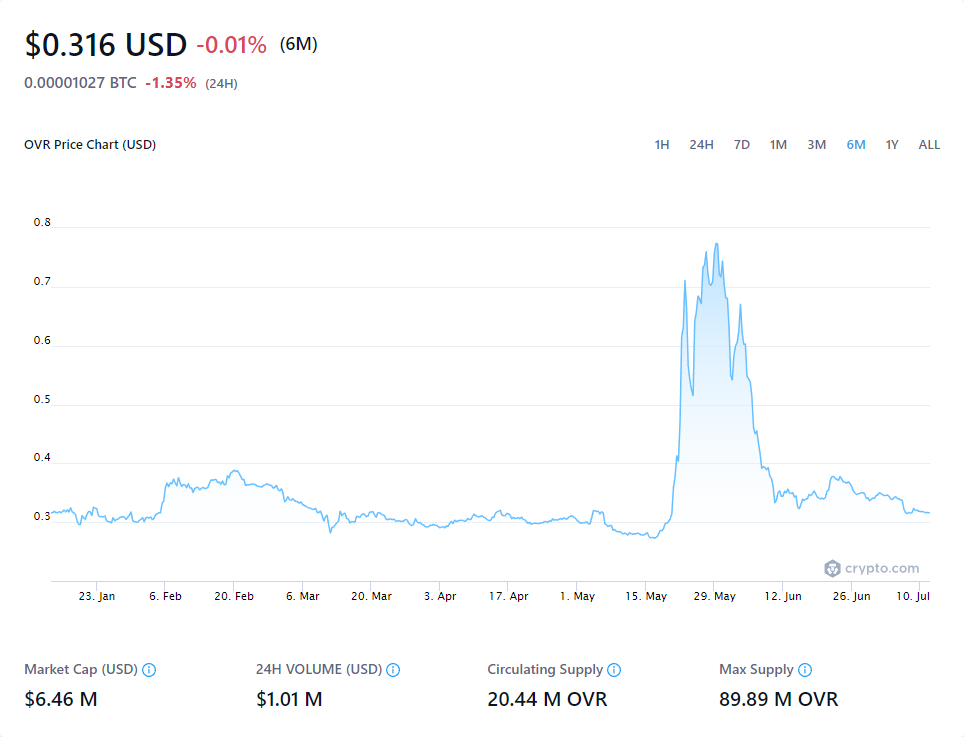 $0.316 USD -0.01% (6M)
0.00001027 BTC -1.35% (24H)
OVR Price Chart (USD) 1H 24H 7D 1M 3M 6M 1Y ALL
0.8
0.7
0.6
0.5
0.4
0.3
crypto.com
23. Jan 6. Feb 20. Feb 6. Mar 20. Mar 3. Apr 17. Apr 1. May 15. May 29. May 12. Jun 26. Jun 10. Jul
Market Cap (USD) 24H VOLUME (USD) Circulating Supply Max Supply
$6.46 M $1.01 M 20.44 M OVR 89.89 M OVR